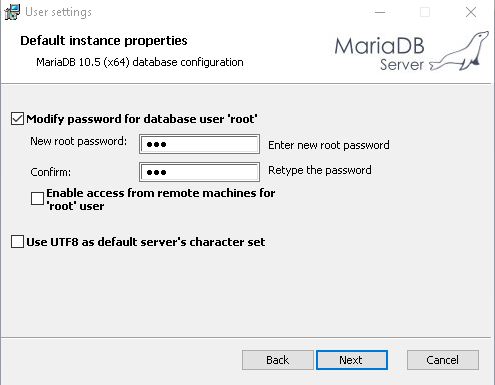 User settings
Default instance properties
MariaDB 10.5 (x64) database configuration
MariaDB
Server
Modify password for database user 'root'
New root password:
●●●
Enter new root password
Confirm:
●●●
Retype the password
Enable access from remote machines for
'root' user
Use UTF8 as default server's character set
Back
Next
Cancel